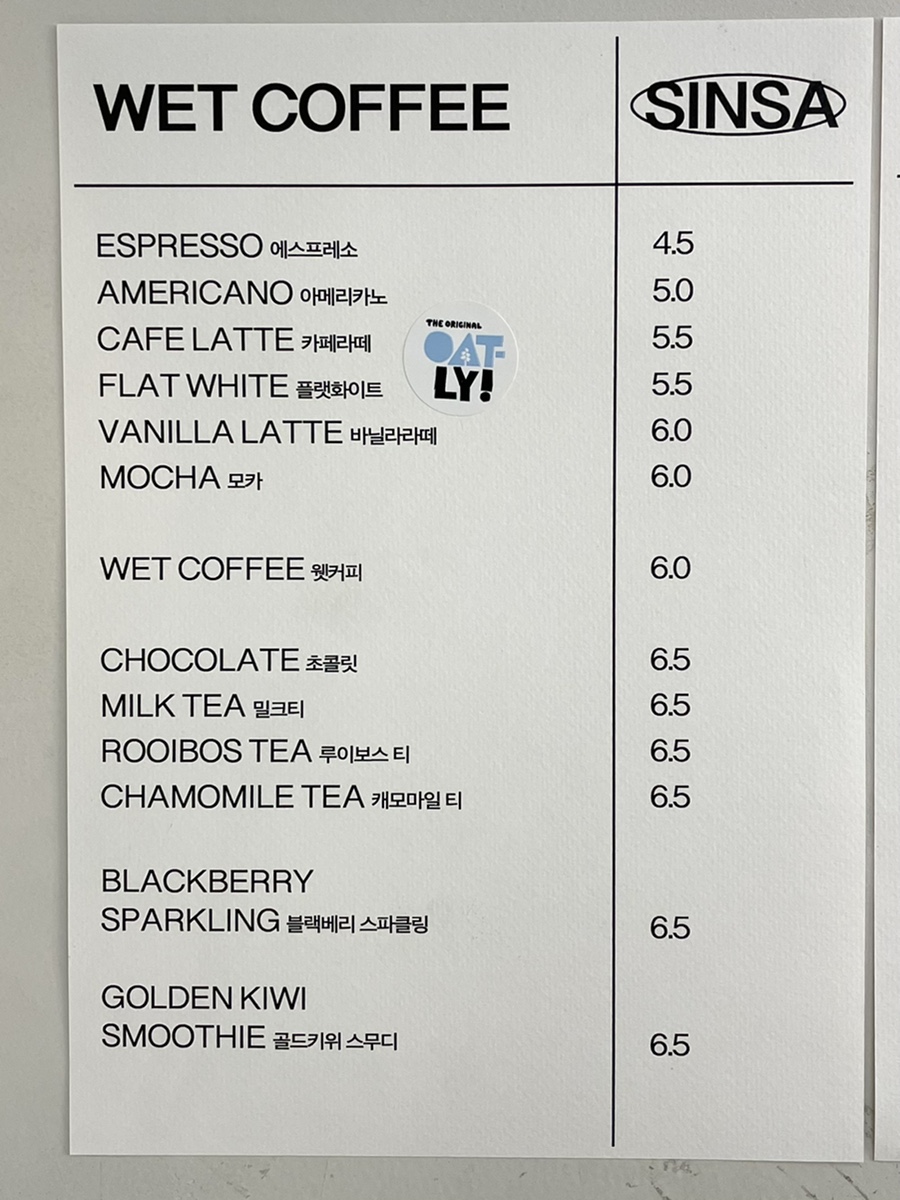 WET COFFEE SINSA
ESPRESSO 에스프레소 4.5
AMERICANO 아메리카노 5.0
CAFE LATTE 카페라떼 5.5
FLAT WHITE 플랫화이트 5.5
THE ORIGINAL
OAT-
LY!
VANILLA LATTE 바닐라라떼 6.0
MOCHA 모카 6.0
WET COFFEE 웻커피 6.0
CHOCOLATE 초콜릿 6.5
MILK TEA 밀크티 6.5
ROOIBOS TEA 루이보스 티 6.5
CHAMOMILE TEA 캐모마일 티 6.5
BLACKBERRY
SPARKLING 블랙베리 스파클링 6.5
GOLDEN KIWI
SMOOTHIE 골드키위 스무디 6.5